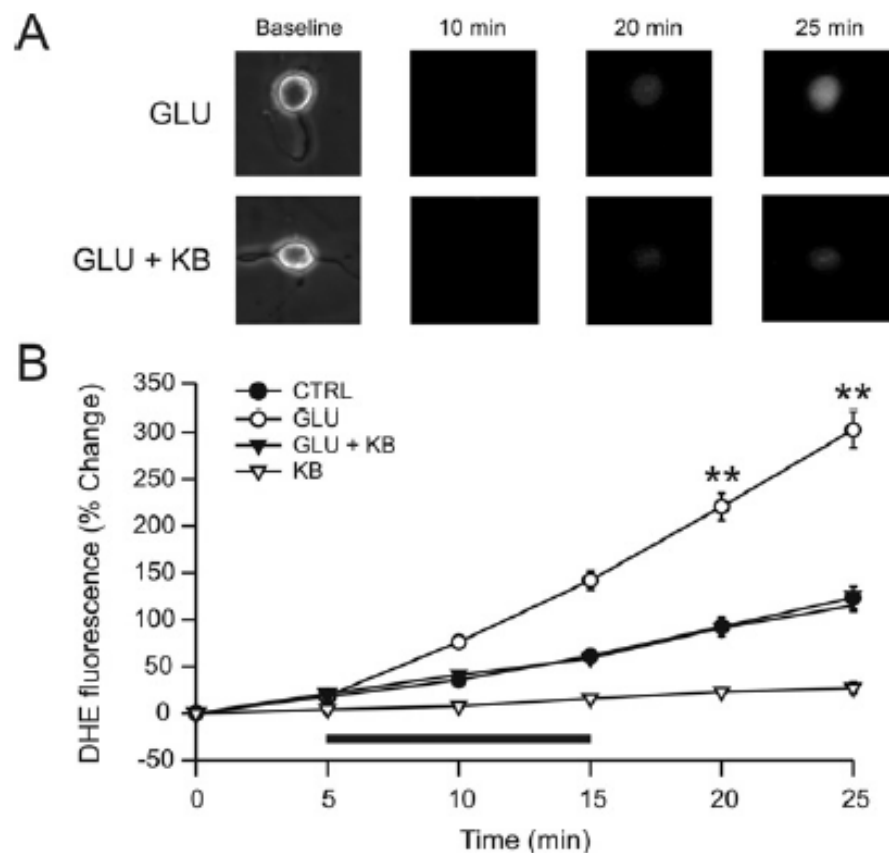 A
Baseline 10 min 20 min 25 min
GLU
GLU + KB
B
350
300
250
200
150
100
50
0
-50
DHE fluorescence (% Change)
CTRL
GLU
GLU + KB
KB
**
**
0 5 10 15 20 25
Time (min)